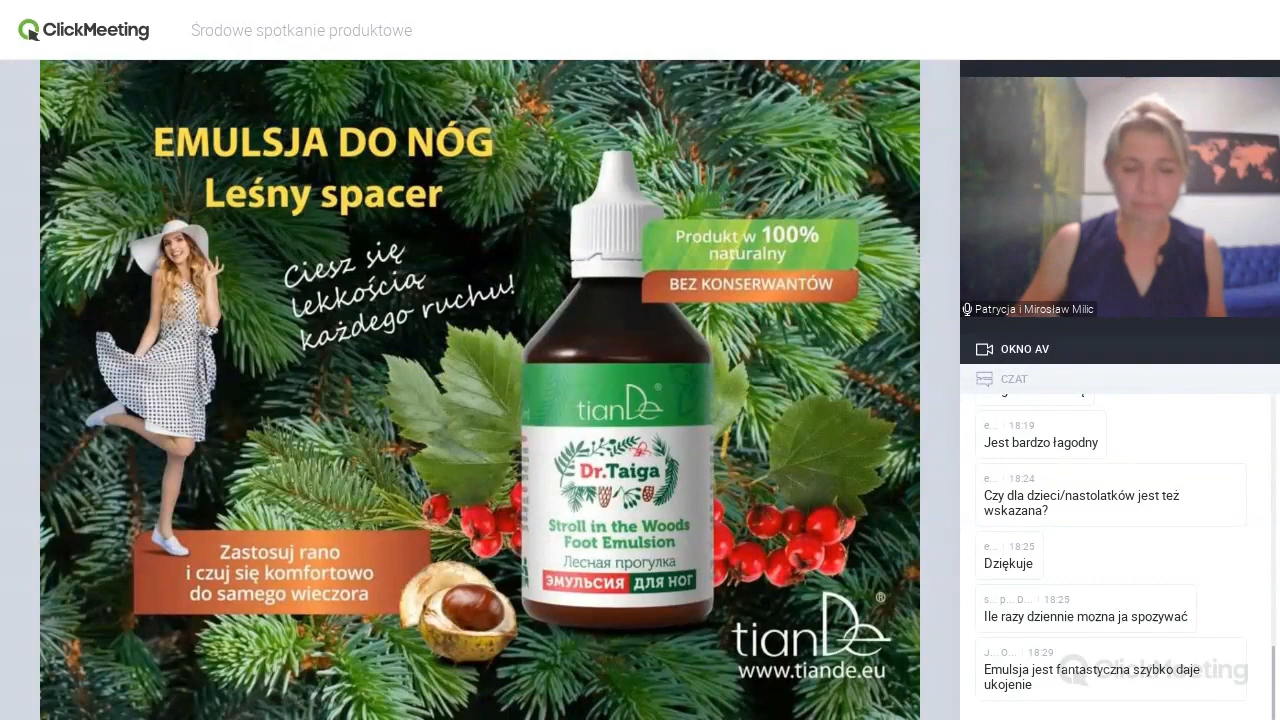 ClickMeeting
Środowe spotkanie produktowe
EMULSJA DO NÓG
Leśny spacer
Ciesz się
lekkością
każdego ruchu!
Produkt w 100%
naturalny
BEZ KONSERWANTÓW
tianDe®
Dr.Taiga
Stroll in the Woods
Foot Emulsion
Лесная прогулка
ЭМУЛЬСИЯ ДЛЯ НОГ
Zastosuj rano
i czuj się komfortowo
do samego wieczora
tianDe®
www.tiande.eu
Patrycja i Mirosław Milic
OKNO AV
CZAT
e... 18:19
Jest bardzo łagodny
e... 18:24
Czy dla dzieci/nastolatków jest też
wskazana?
e... 18:25
Dziękuje
s... p... D... 18:25
Ile razy dziennie mozna ja spozywać
J... O... 18:29
Emulsja jest fantastyczna szybko daje
ukojenie
ClickMeeting